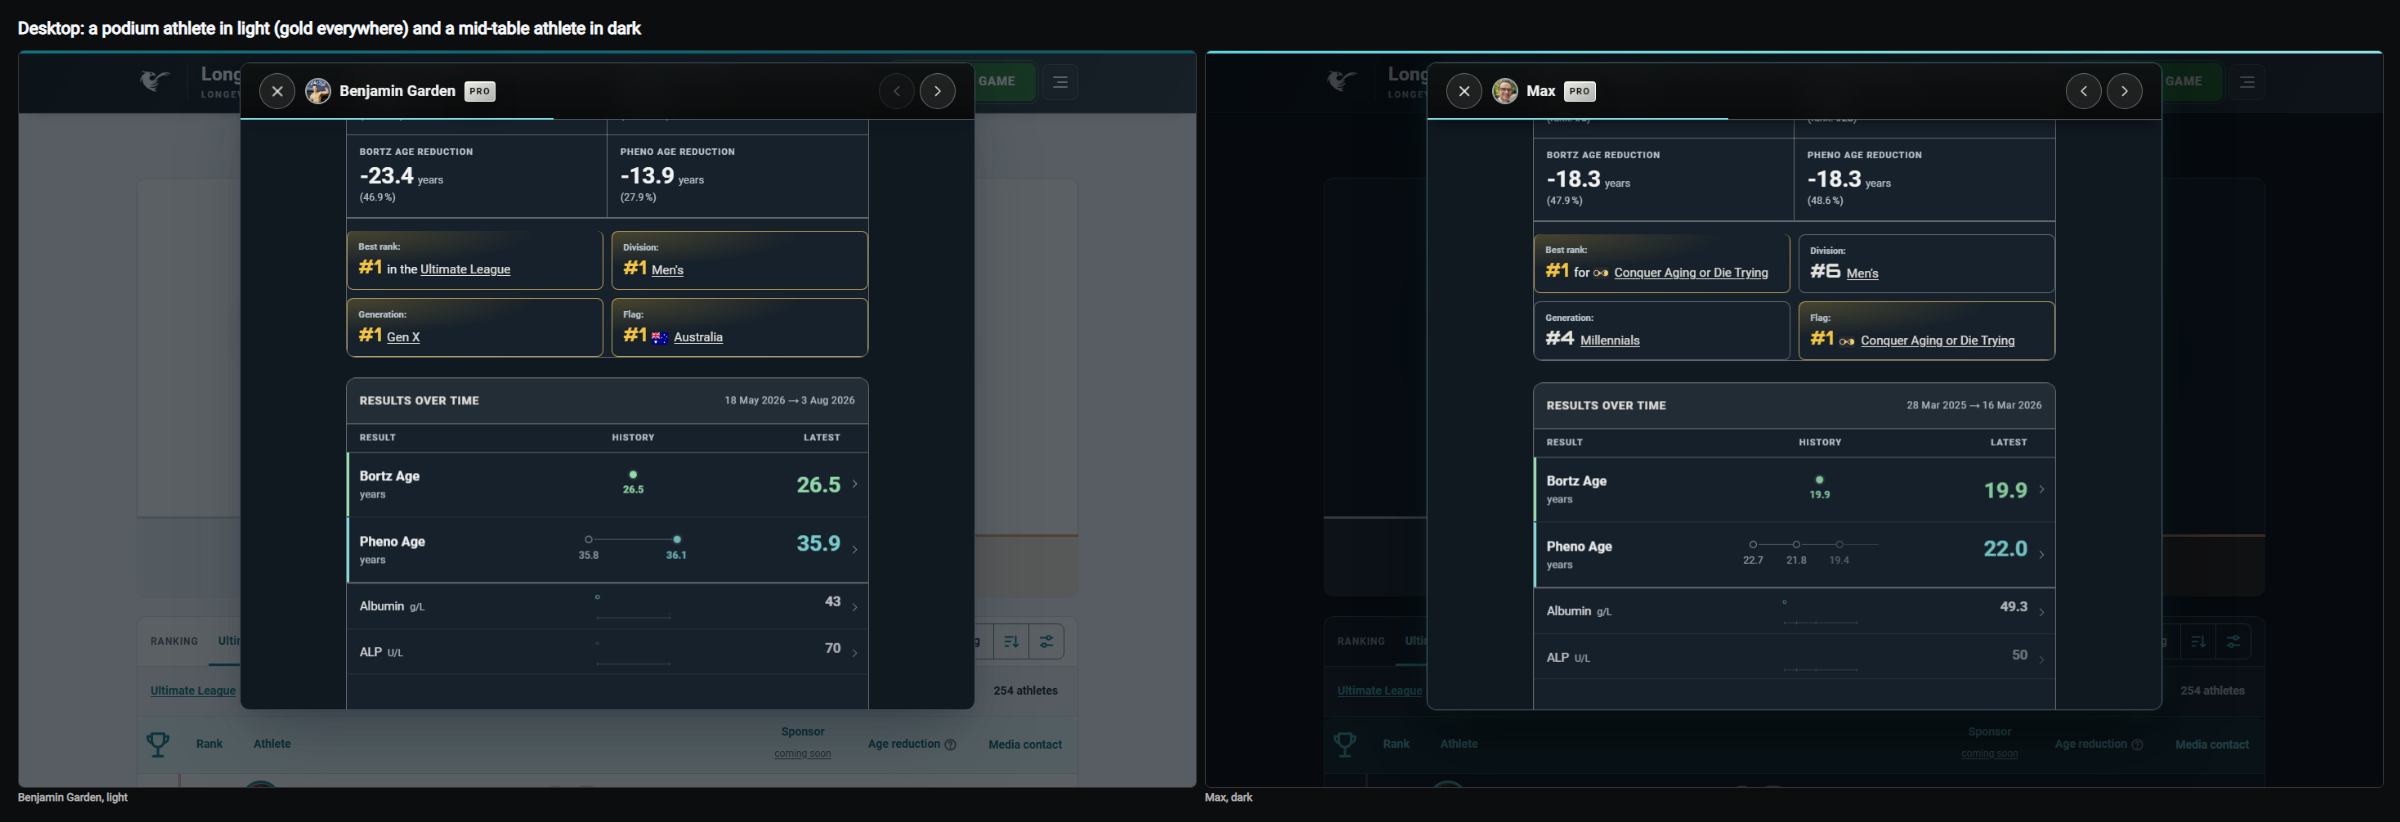 Desktop: a podium athlete in light (gold everywhere) and a mid-table athlete in dark
Long
LONGEV
Benjamin Garden PRO
GAME
BORTZ AGE REDUCTION
-23.4 years
(46.9%)
PHENO AGE REDUCTION
-13.9 years
(27.9%)
Best rank:
#1 in the Ultimate League
Division:
#1 Men's
Generation:
#1 Gen X
Flag:
#1 Australia
RESULTS OVER TIME
18 May 2026 → 3 Aug 2026
RESULT HISTORY LATEST
Bortz Age
years
26.5
26.5
Pheno Age
years
35.8 36.1
35.9
Albumin g/L 43
ALP U/L 70
RANKING Ulti
Ultimate League
254 athletes
Rank Athlete
Sponsor
coming soon
Age reduction
Media contact
Benjamin Garden, light
Long
LONGEV
Max PRO
GAME
BORTZ AGE REDUCTION
-18.3 years
(47.9%)
PHENO AGE REDUCTION
-18.3 years
(48.6%)
Best rank:
#1 for Conquer Aging or Die Trying
Division:
#6 Men's
Generation:
#4 Millennials
Flag:
#1 Conquer Aging or Die Trying
RESULTS OVER TIME
28 Mar 2025 → 16 Mar 2026
RESULT HISTORY LATEST
Bortz Age
years
19.9
19.9
Pheno Age
years
22.7 21.8 19.4
22.0
Albumin g/L 49.3
ALP U/L 50
RANKING Ulti
Ultimate League
254 athletes
Rank Athlete
Sponsor
coming soon
Age reduction
Media contact
Max, dark